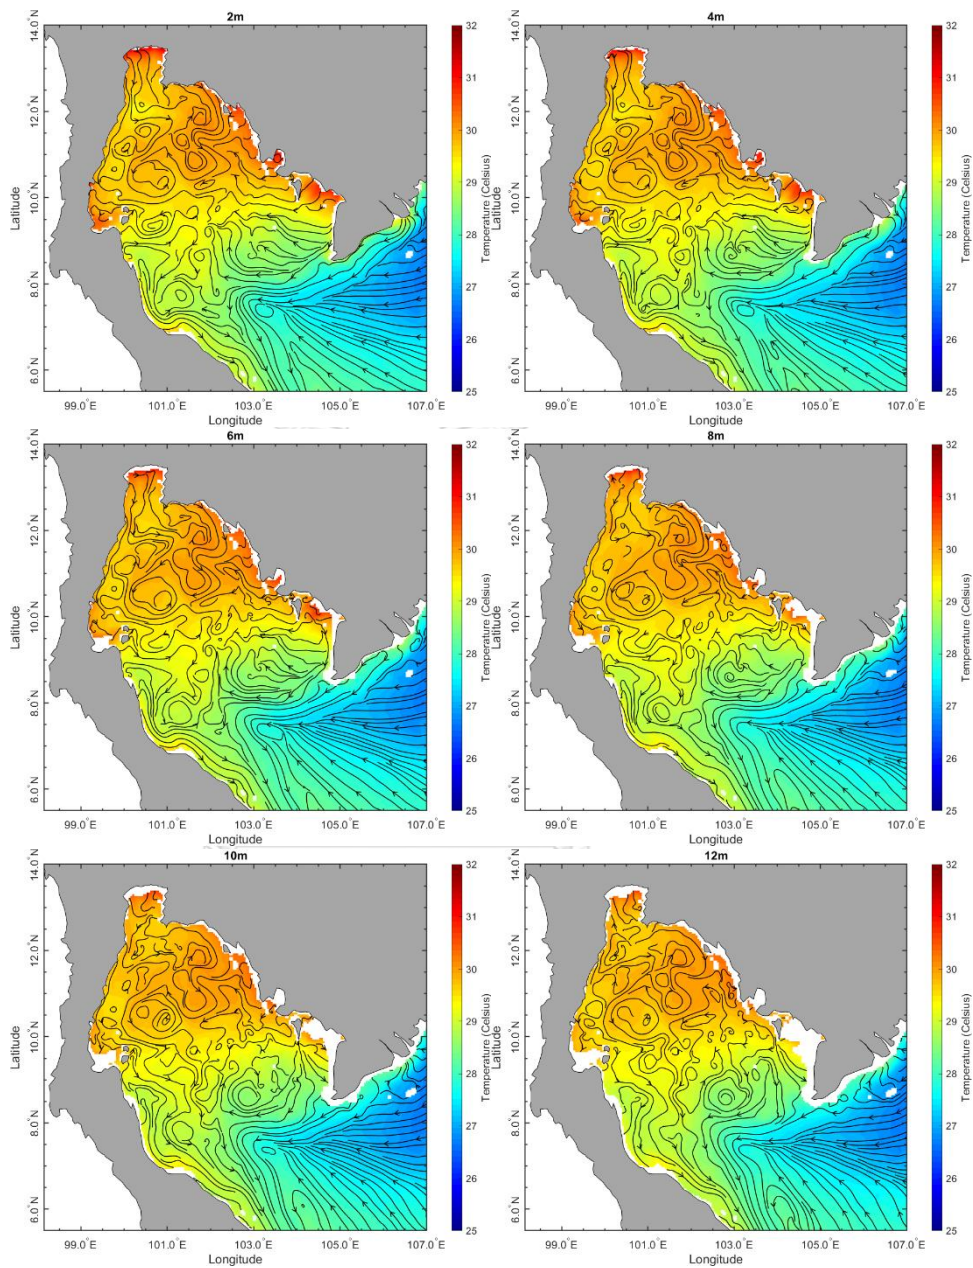 2m
14.0°N
12.0°N
10.0°N
8.0°N
6.0°N
Latitude
99.0°E 101.0°E 103.0°E 105.0°E 107.0°E
Longitude
32
31
30
29
28
27
26
25
Temperature (Celsius)
4m
14.0°N
12.0°N
10.0°N
8.0°N
6.0°N
Latitude
99.0°E 101.0°E 103.0°E 105.0°E 107.0°E
Longitude
32
31
30
29
28
27
26
25
Temperature (Celsius)
6m
14.0°N
12.0°N
10.0°N
8.0°N
6.0°N
Latitude
99.0°E 101.0°E 103.0°E 105.0°E 107.0°E
Longitude
32
31
30
29
28
27
26
25
Temperature (Celsius)
8m
14.0°N
12.0°N
10.0°N
8.0°N
6.0°N
Latitude
99.0°E 101.0°E 103.0°E 105.0°E 107.0°E
Longitude
32
31
30
29
28
27
26
25
Temperature (Celsius)
10m
14.0°N
12.0°N
10.0°N
8.0°N
6.0°N
Latitude
99.0°E 101.0°E 103.0°E 105.0°E 107.0°E
Longitude
32
31
30
29
28
27
26
25
Temperature (Celsius)
12m
14.0°N
12.0°N
10.0°N
8.0°N
6.0°N
Latitude
99.0°E 101.0°E 103.0°E 105.0°E 107.0°E
Longitude
32
31
30
29
28
27
26
25
Temperature (Celsius)